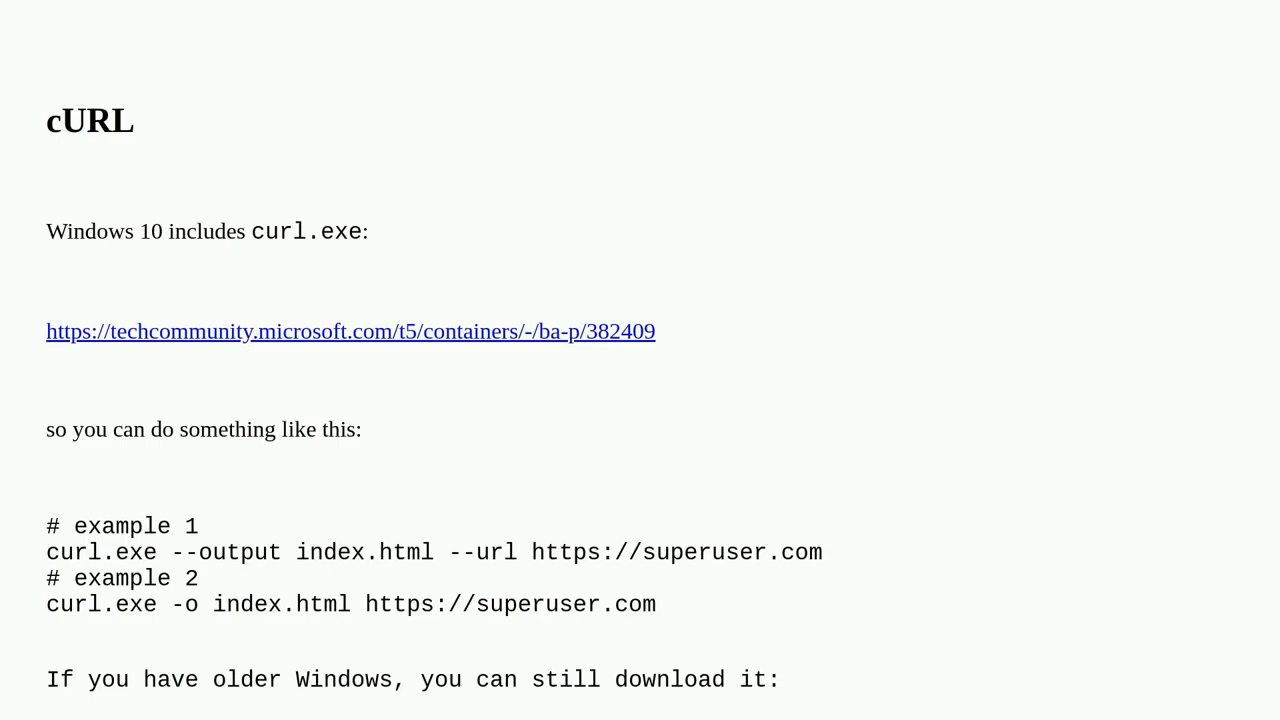 cURL
Windows 10 includes curl.exe:
https://techcommunity.microsoft.com/t5/containers/-/ba-p/382409
so you can do something like this:
# example 1
curl.exe --output index.html --url https://superuser.com
# example 2
curl.exe -o index.html https://superuser.com
If you have older Windows, you can still download it: